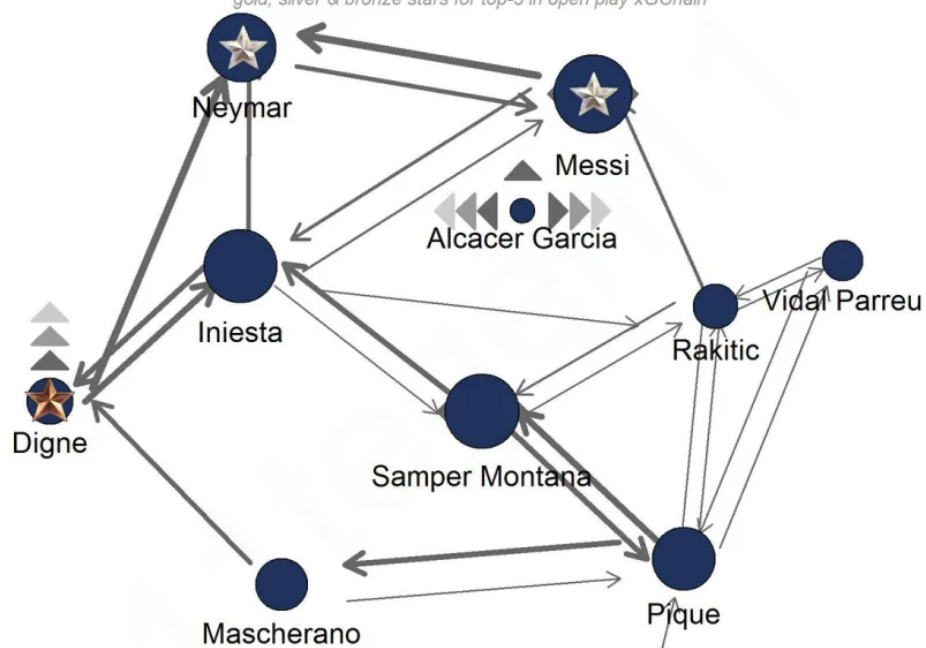 gold, silver & bronze stars for top-3 in open play xGChain
Neymar
Messi
Alcacer Garcia
Vidal Parreu
Iniesta
Rakitic
Digne
Samper Montana
Pique
Mascherano